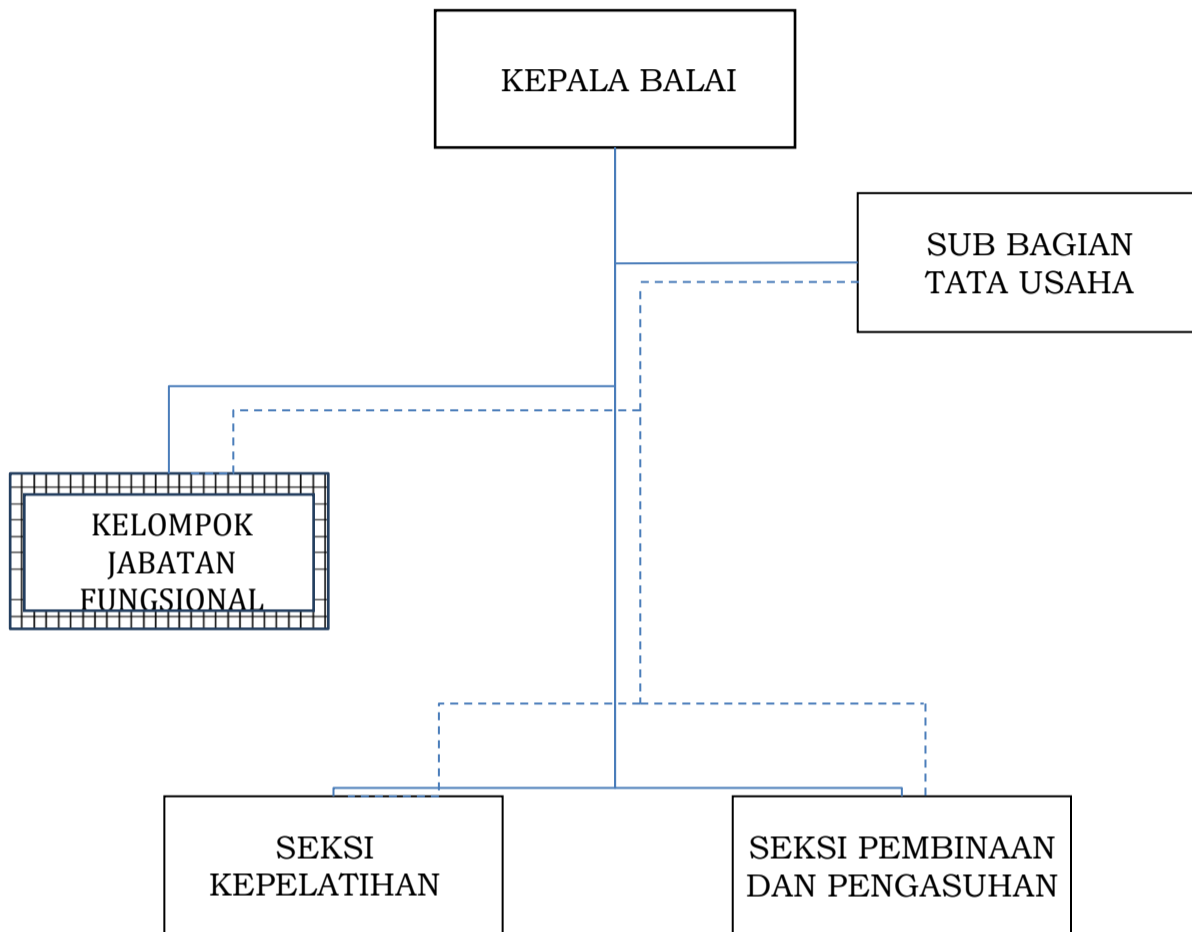 KEPALA BALAI
SUB BAGIAN
TATA USAHA
KELOMPOK
JABATAN
FUNGSIONAL
SEKSI
KEPELATIHAN
SEKSI PEMBINAAN
DAN PENGASUHAN